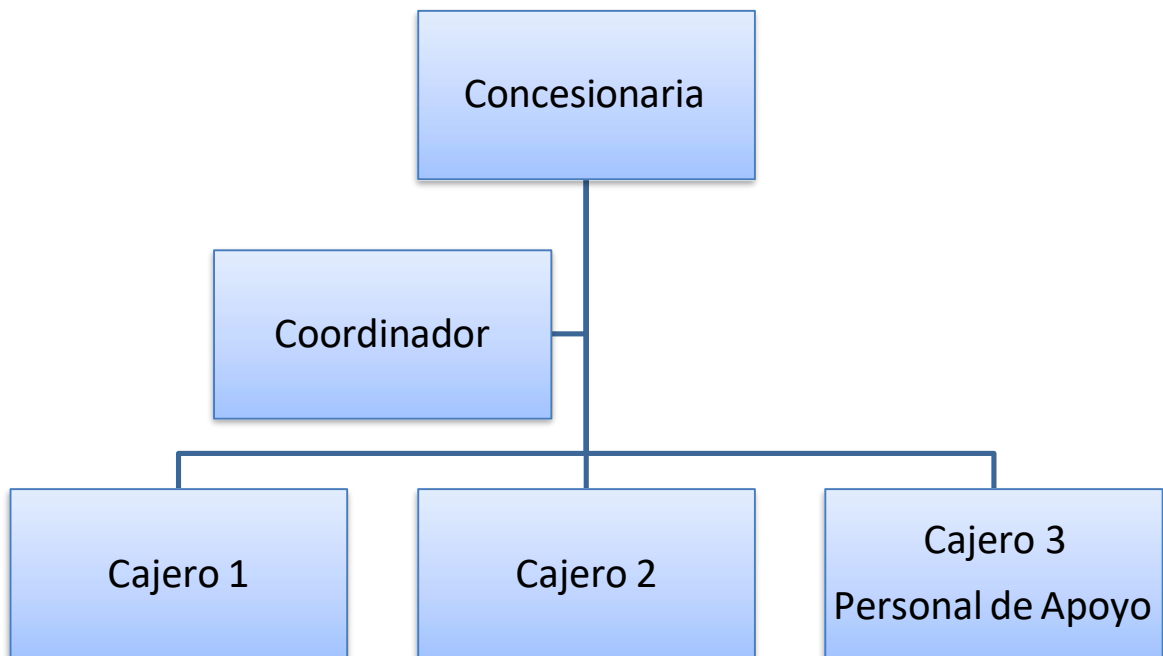 Concesionaria
Coordinador
Cajero 1
Cajero 2
Cajero 3
Personal de Apoyo